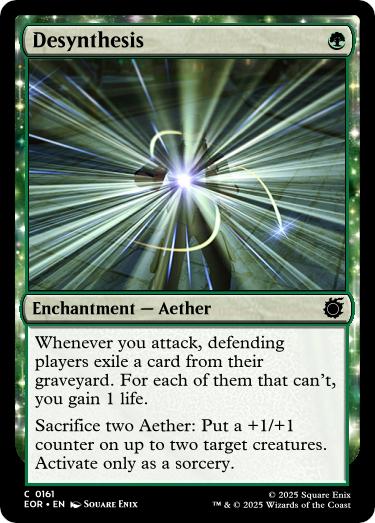 Desynthesis
Enchantment — Aether
Whenever you attack, defending
players exile a card from their
graveyard. For each of them that can't,
you gain 1 life.
Sacrifice two Aether: Put a +1/+1
counter on up to two target creatures.
Activate only as a sorcery.
C 0161
EOR • EN Square Enix
© 2025 Square Enix
™ & © 2025 Wizards of the Coast